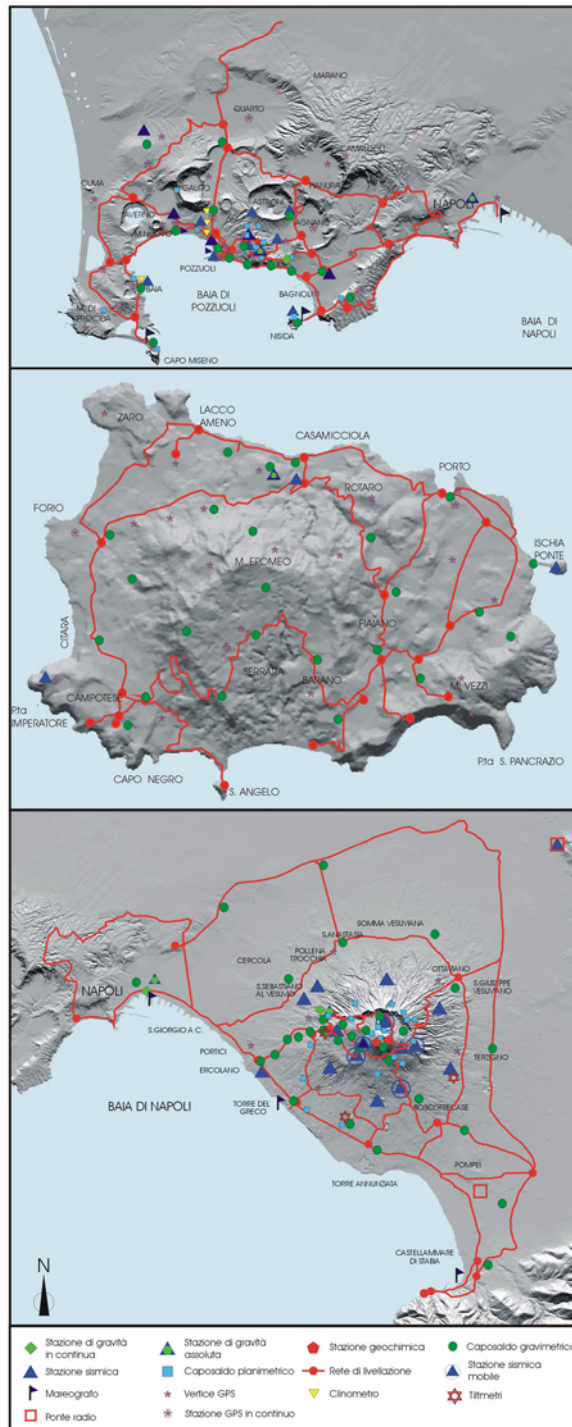 MARANO
QUARTO
CAMALDOLI
CUMA
GAURO
PIANURA
ASTRONI
NAPOLI
AVERNO
AGNANO
M.NUOVO
POZZUOLI
BAIA
BAIA DI
POZZUOLI
BAGNOLI
M. DI
PROCIDA
NISIDA
BAIA DI
NAPOLI
CAPO MISENO
ZARO
LACCO
AMENO
CASAMICCIOLA
PORTO
ROTARO
FORIO
ISCHIA
PONTE
M. EPOMEO
CITARA
FIAIANO
SERRARA
BARANO
M. VEZZI
CAMPOTESE
P.ta
IMPERATORE
P.ta S. PANCRAZIO
CAPO NEGRO
S. ANGELO
SOMMA VESUVIANA
S.ANASTASIA
POLLENA
TROCCHIA
CERCOLA
OTTAVIANO
NAPOLI
S.SEBASTIANO
AL VESUVIO
S.GIUSEPPE
VESUVIANO
S.GIORGIO A C.
PORTICI
TERZIGNO
ERCOLANO
BAIA DI NAPOLI
TORRE DEL
GRECO
BOSCOTRECASE
POMPEI
TORRE ANNUNZIATA
CASTELLAMMARE
DI STABIA
N
Stazione di gravità
in continua
Stazione di gravità
assoluta
Stazione geochimica
Caposaldo gravimetrico
Stazione sismica
Caposaldo planimetrico
Rete di livellazione
Stazione sismica
mobile
Mareografo
Vertice GPS
Clinometro
Tiltmetri
Ponte radio
Stazione GPS in continuo